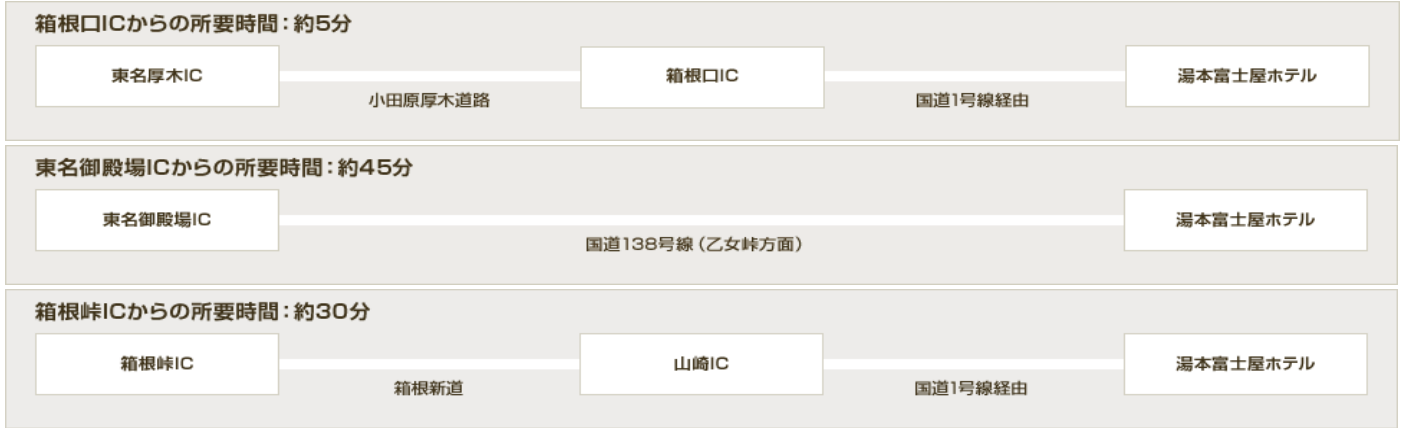 箱根口ICからの所要時間：約5分
東名厚木IC
小田原厚木道路
箱根口IC
国道1号線経由
湯本富士屋ホテル
東名御殿場ICからの所要時間：約45分
東名御殿場IC
国道138号線（乙女峠方面）
湯本富士屋ホテル
箱根峠ICからの所要時間：約30分
箱根峠IC
箱根新道
山崎IC
国道1号線経由
湯本富士屋ホテル